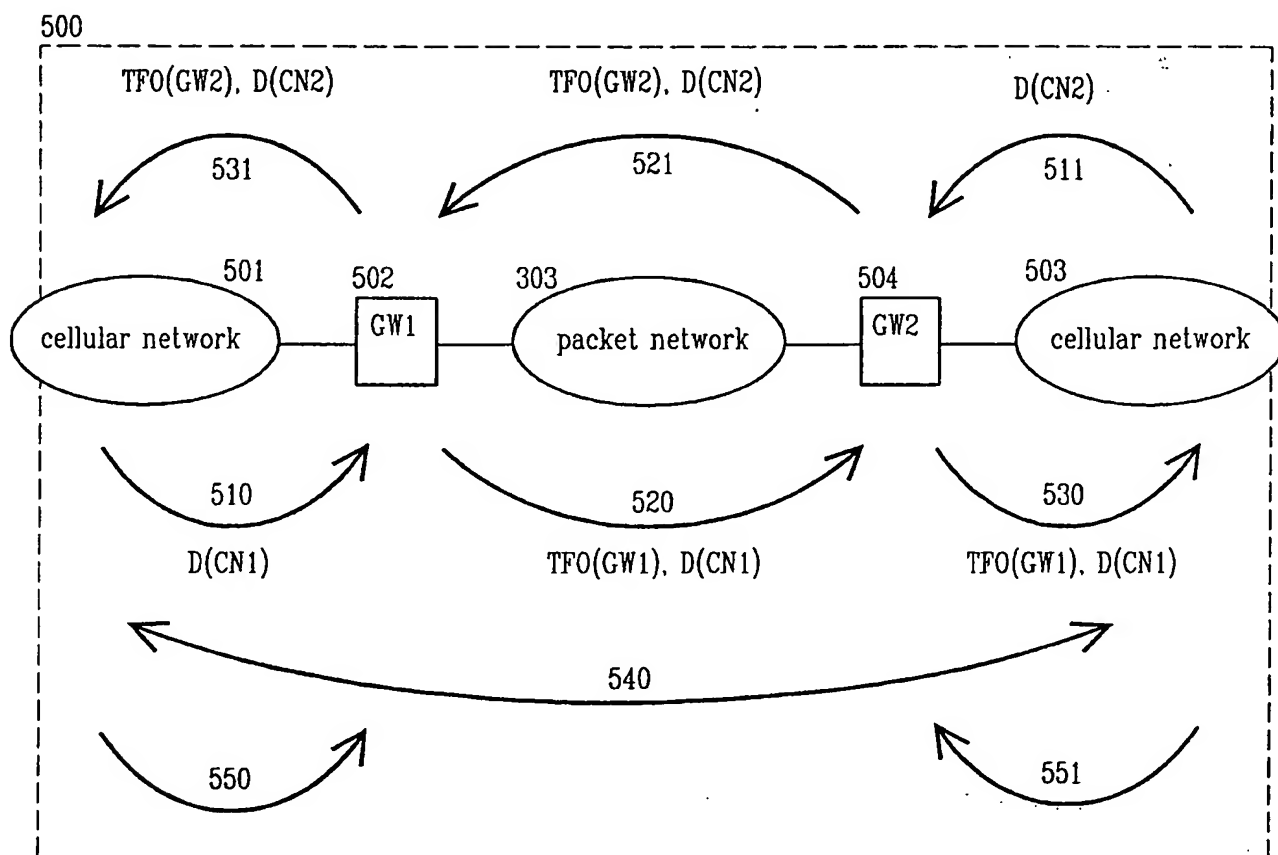 500
TFO(GW2), D(CN2)
TFO(GW2), D(CN2)
D(CN2)
531
521
511
501
502
303
504
503
cellular network
GW1
packet network
GW2
cellular network
510
520
530
D(CN1)
TFO(GW1), D(CN1)
TFO(GW1), D(CN1)
540
550
551